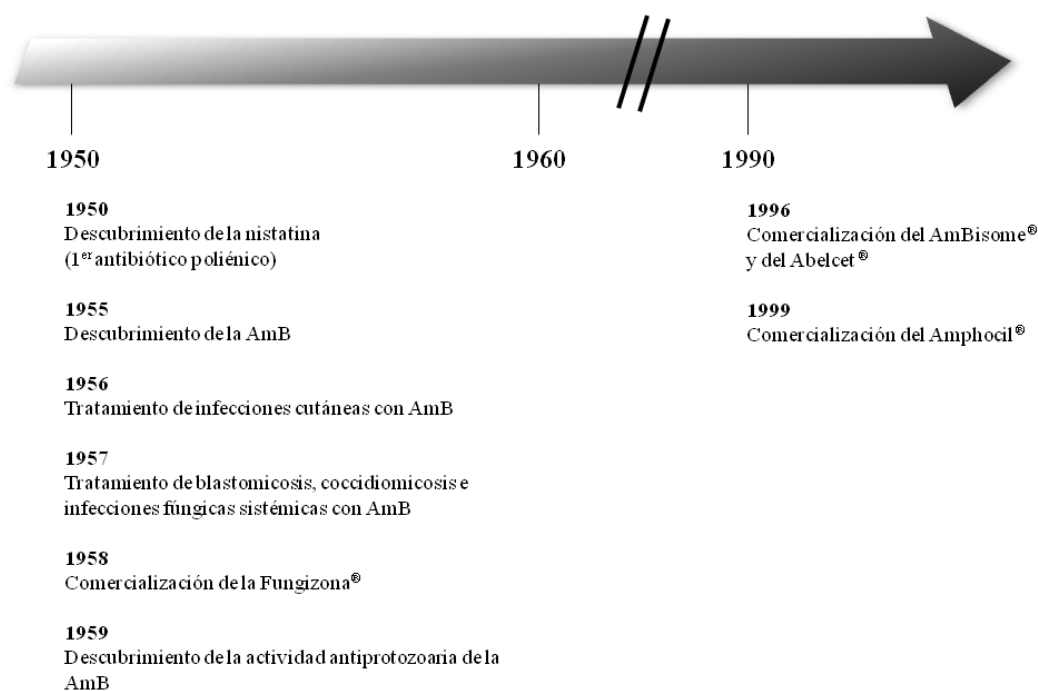 1950
1960
1990
1950
Descubrimiento de la nistatina
(1er antibiótico poliénico)
1955
Descubrimiento de la AmB
1956
Tratamiento de infecciones cutáneas con AmB
1957
Tratamiento de blastomicosis, coccidiomicosis e
infecciones fúngicas sistémicas con AmB
1958
Comercialización de la Fungizona®
1959
Descubrimiento de la actividad antiprotozoaria de la
AmB
1996
Comercialización del AmBisome®
y del Abelcet®
1999
Comercialización del Amphocil®